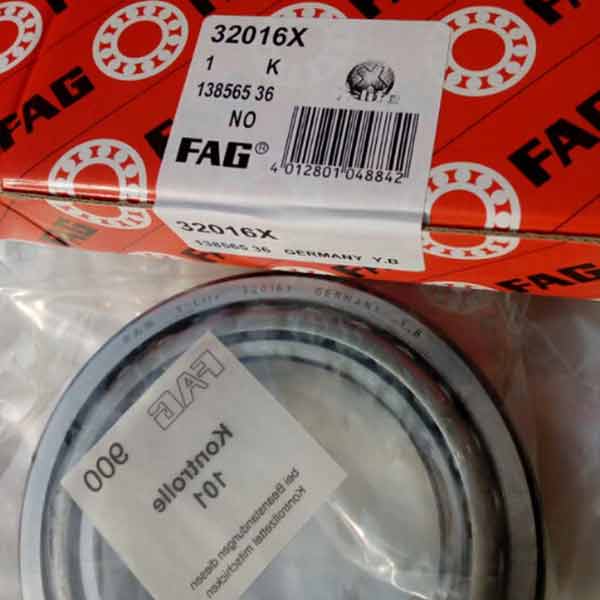 32016X
1 K
138565 36
NO
FAG®
4 012801 048842
32016X
138565 36 GERMANY Y.B
FAG
FAG
FAG
FAG
GERMANY Y.B
FAG
900
Kontrolle
101
bei Beanstandungen diesen
Kontrollzettel mitschicken